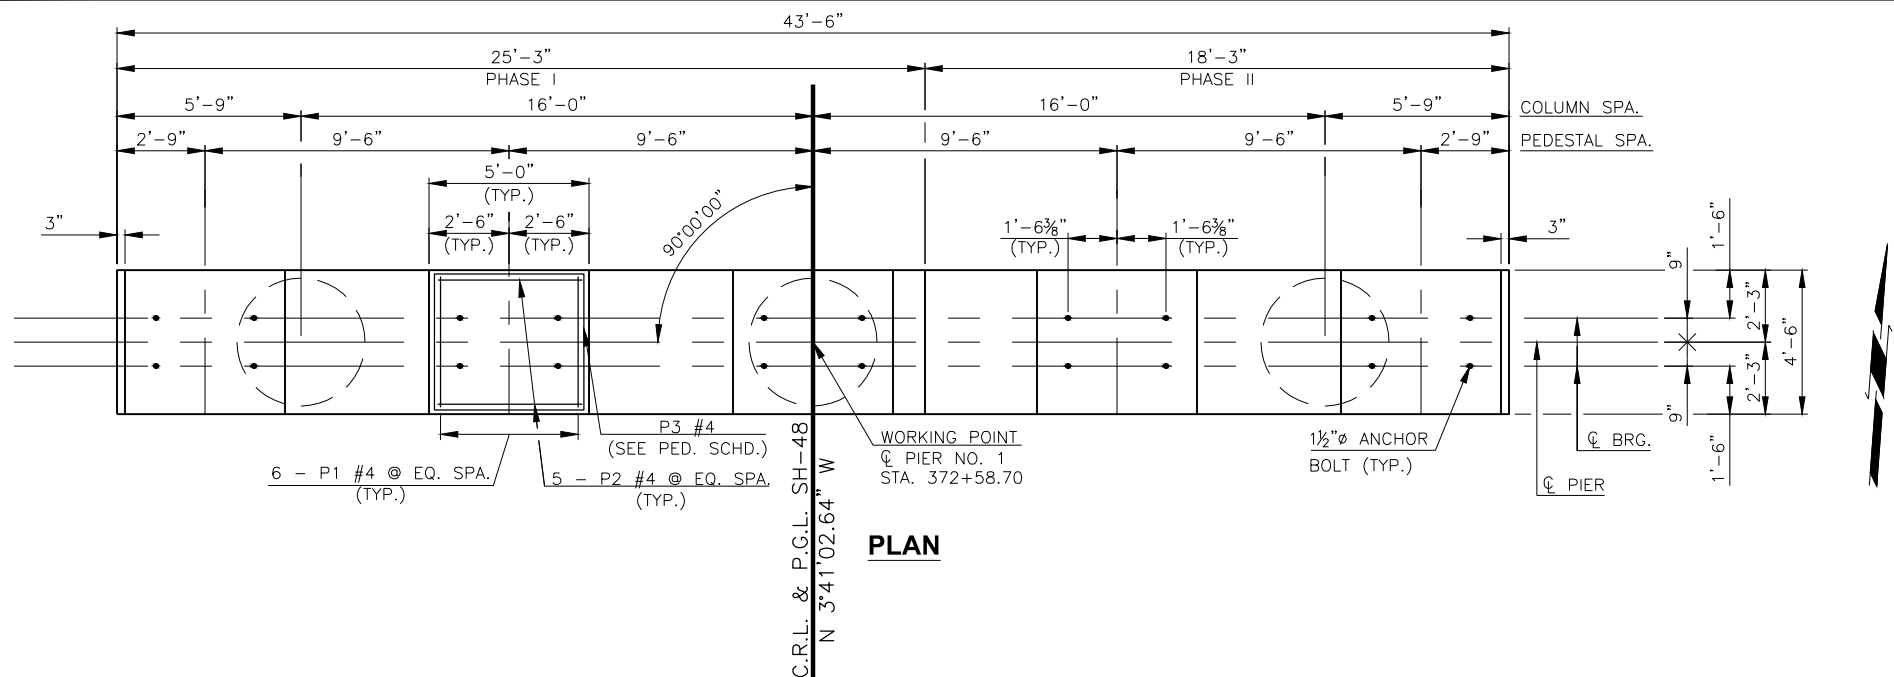 43'-6"
25'-3"
PHASE I
18'-3"
PHASE II
5'-9"
16'-0"
16'-0"
5'-9"
COLUMN SPA.
2'-9"
9'-6"
9'-6"
9'-6"
9'-6"
2'-9"
PEDESTAL SPA.
5'-0"
(TYP.)
3"
2'-6"
(TYP.)
2'-6"
(TYP.)
90°00'00"
1'-6⅜"
(TYP.)
1'-6⅜"
(TYP.)
3"
9"
9"
1'-6"
1'-6"
2'-3"
2'-3"
4'-6"
P3 #4
(SEE PED. SCHD.)
6 - P1 #4 @ EQ. SPA.
(TYP.)
5 - P2 #4 @ EQ. SPA.
(TYP.)
WORKING POINT
℄ PIER NO. 1
STA. 372+58.70
1½"ø ANCHOR
BOLT (TYP.)
℄ BRG.
℄ PIER
C.R.L. & P.G.L. SH-48
N 3°41'02.64" W
PLAN